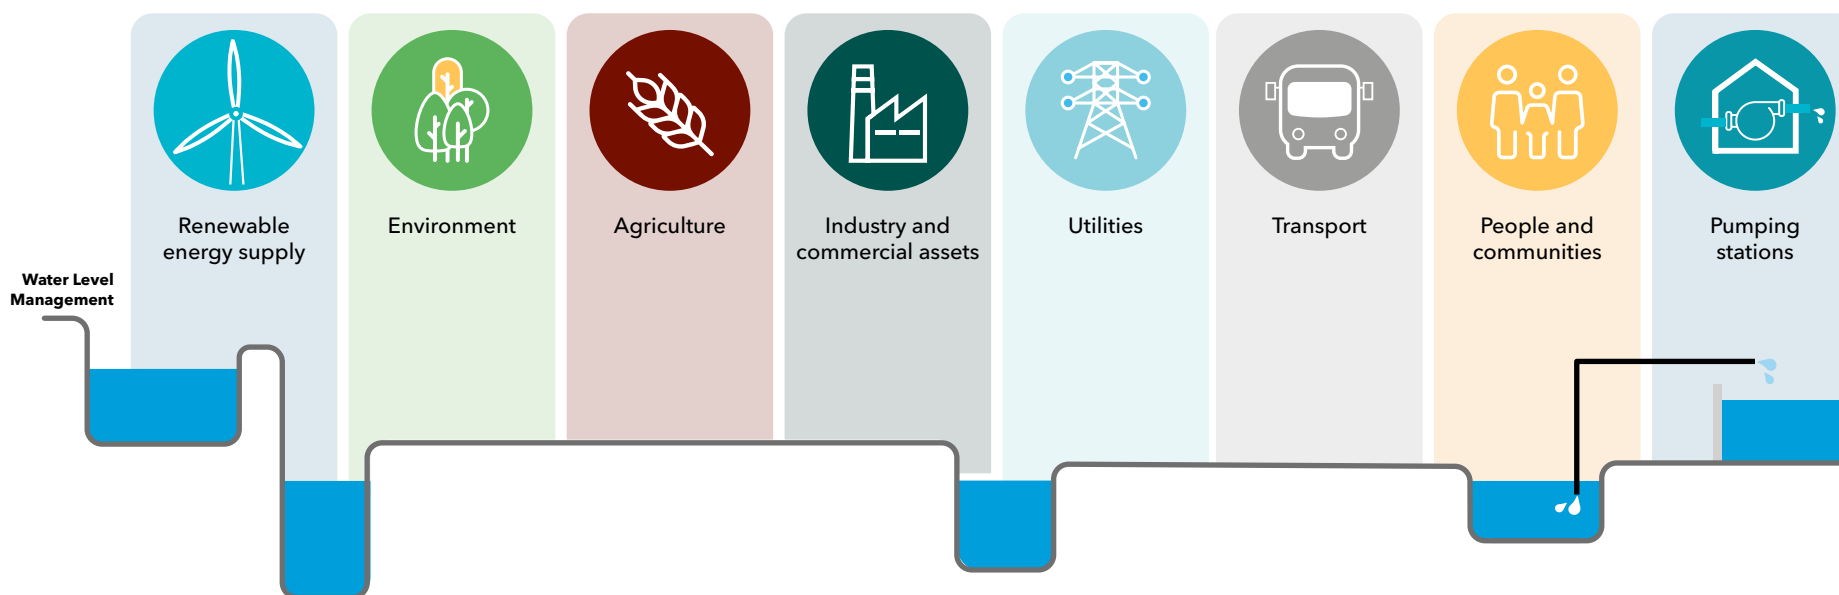 Renewable
energy supply
Environment
Agriculture
Industry and
commercial assets
Utilities
Transport
People and
communities
Pumping
stations
Water Level
Management